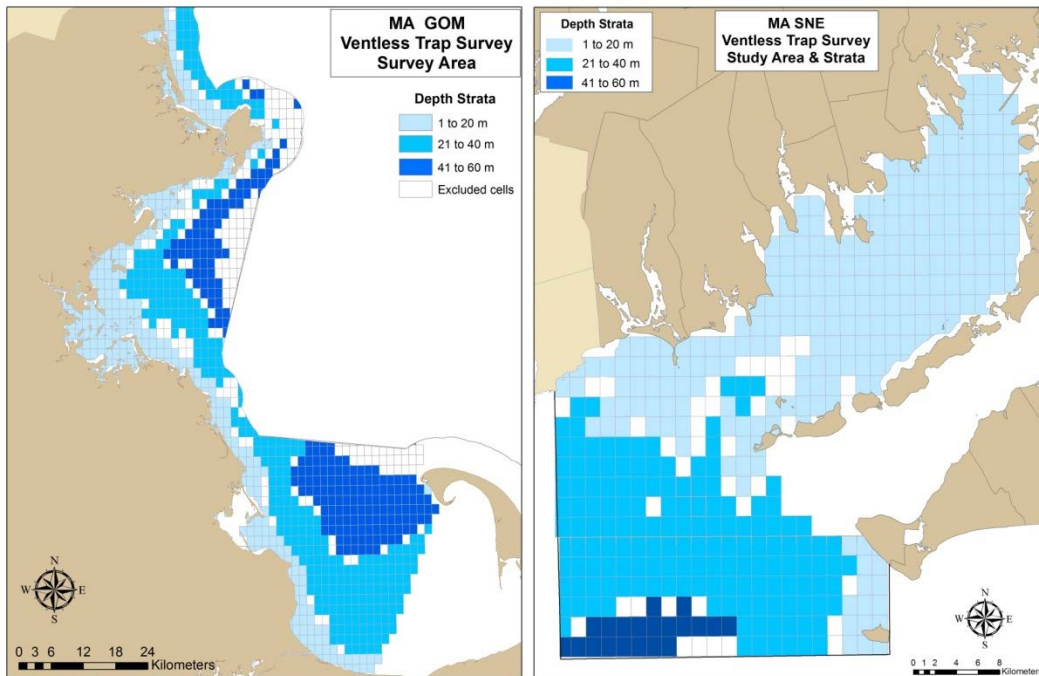 MA GOM
Ventless Trap Survey
Survey Area
Depth Strata
1 to 20 m
21 to 40 m
41 to 60 m
Excluded cells
N
W E
S
0 3 6 12 18 24
Kilometers
Depth Strata
1 to 20 m
21 to 40 m
41 to 60 m
MA SNE
Ventless Trap Survey
Study Area & Strata
N
W E
S
0 1 2 4 6 8
Kilometers